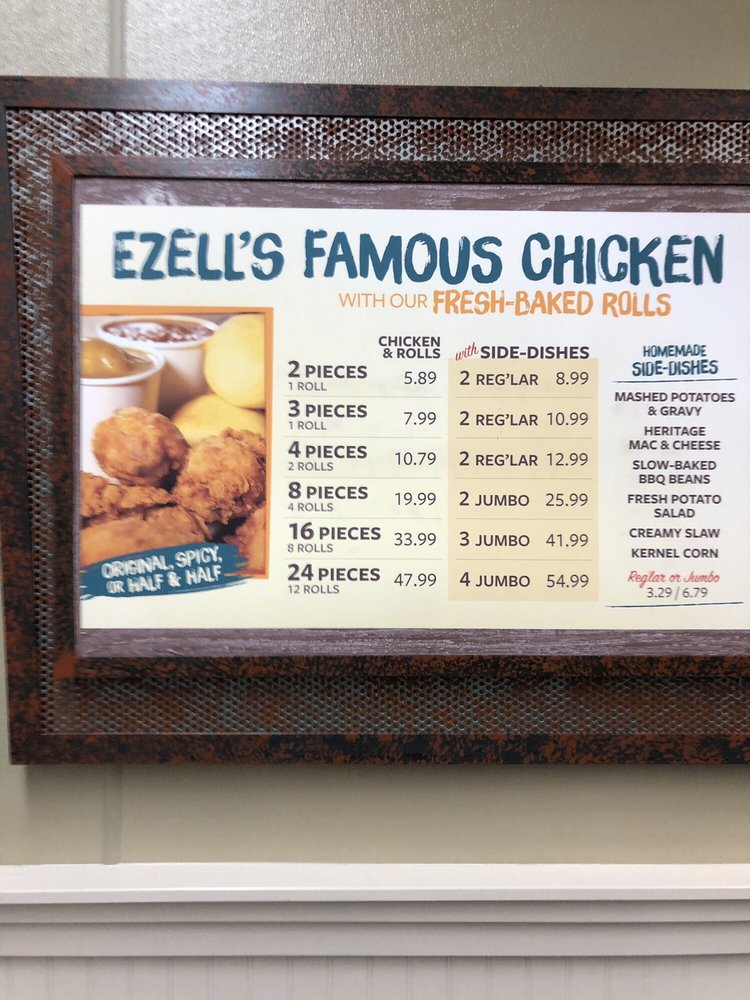 EZELL'S FAMOUS CHICKEN
WITH OUR FRESH-BAKED ROLLS
ORIGINAL, SPICY,
OR HALF & HALF
CHICKEN
& ROLLS
with SIDE-DISHES
2 PIECES 5.89 2 REG'LAR 8.99
1 ROLL
3 PIECES 7.99 2 REG'LAR 10.99
1 ROLL
4 PIECES 10.79 2 REG'LAR 12.99
2 ROLLS
8 PIECES 19.99 2 JUMBO 25.99
4 ROLLS
16 PIECES 33.99 3 JUMBO 41.99
8 ROLLS
24 PIECES 47.99 4 JUMBO 54.99
12 ROLLS
HOMEMADE
SIDE-DISHES
MASHED POTATOES
& GRAVY
HERITAGE
MAC & CHEESE
SLOW-BAKED
BBQ BEANS
FRESH POTATO
SALAD
CREAMY SLAW
KERNEL CORN
Reg'lar or Jumbo
3.29 / 6.79